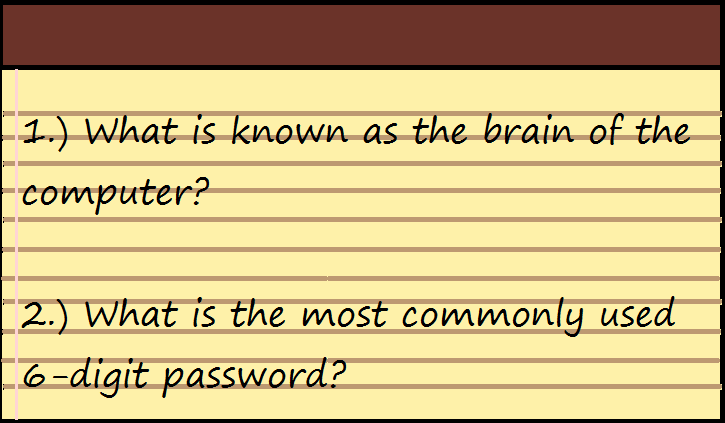 1.) What is known as the brain of the
computer?
2.) What is the most commonly used
6-digit password?